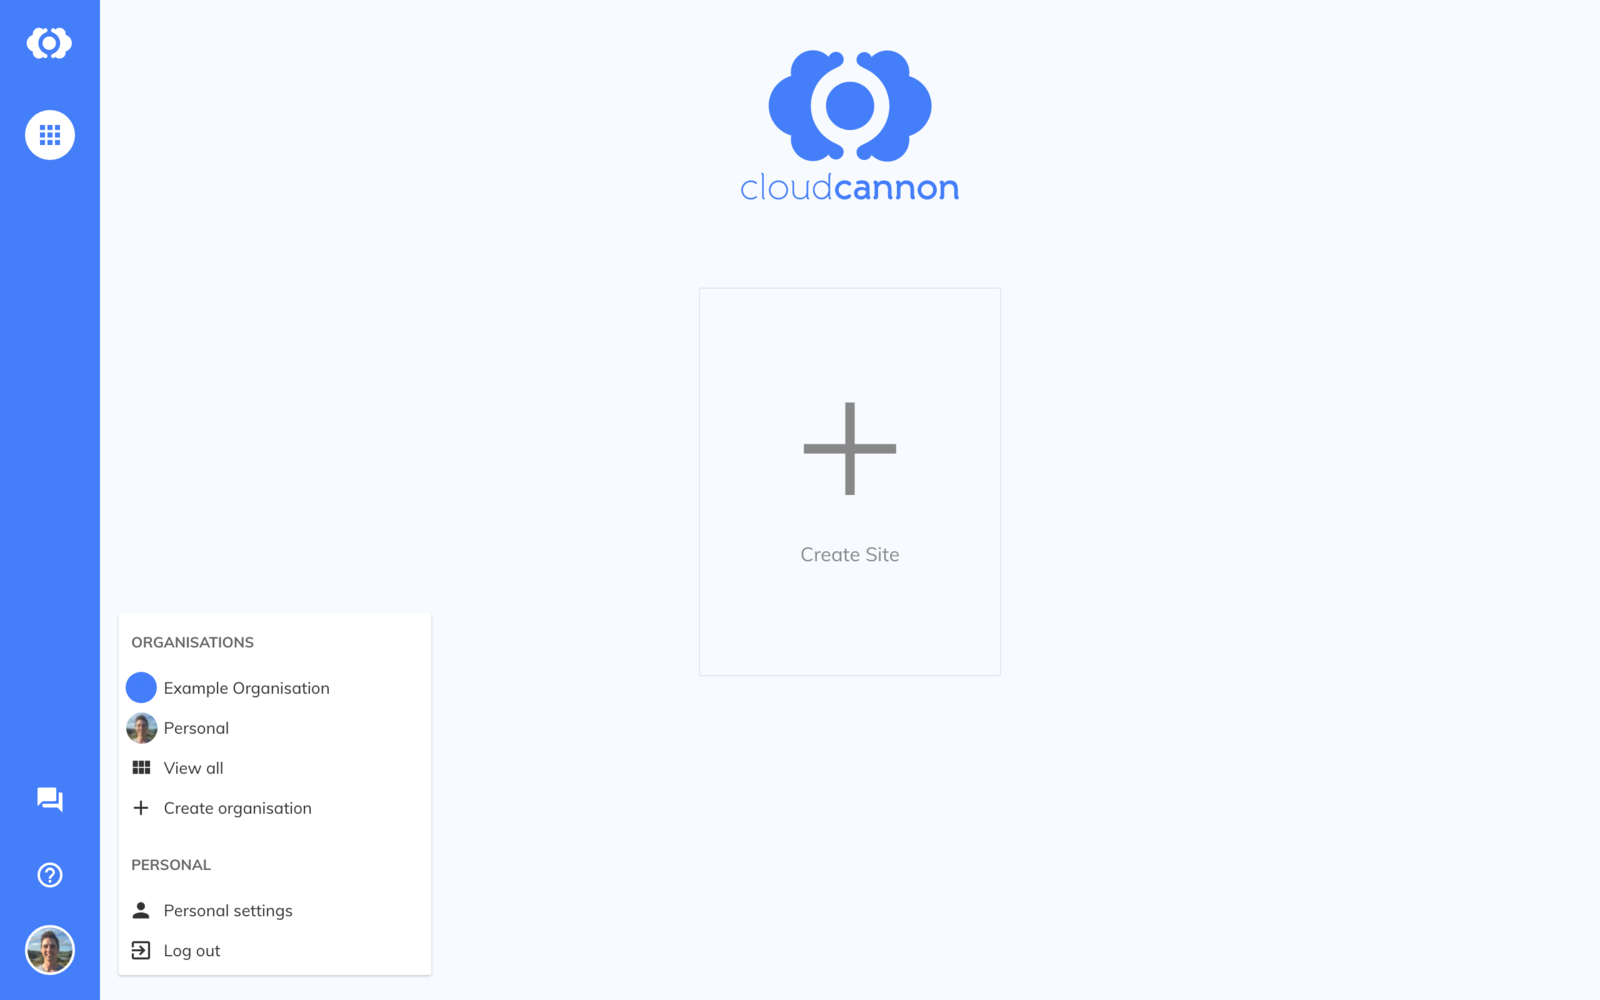 cloudcannon
Create Site
ORGANISATIONS
Example Organisation
Personal
View all
Create organisation
PERSONAL
Personal settings
Log out